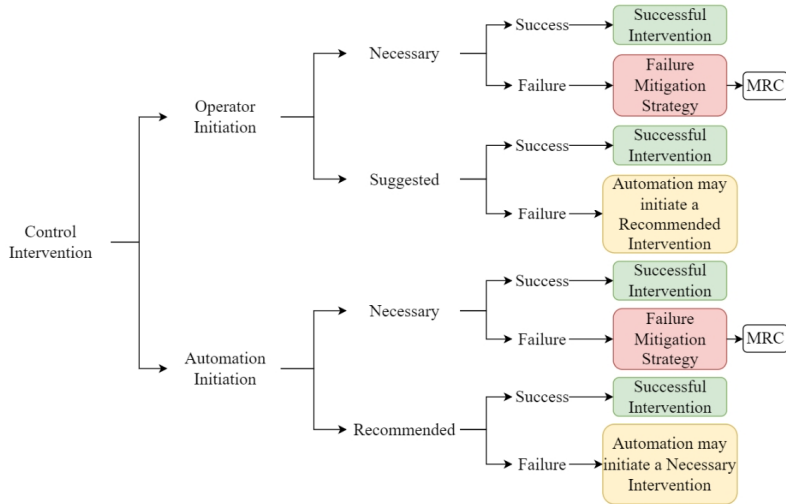 Control
Intervention
Operator
Initiation
Necessary
Success
Successful
Intervention
Failure
Failure
Mitigation
Strategy
MRC
Suggested
Success
Successful
Intervention
Failure
Automation may
initiate a
Recommended
Intervention
Automation
Initiation
Necessary
Success
Successful
Intervention
Failure
Failure
Mitigation
Strategy
MRC
Recommended
Success
Successful
Intervention
Failure
Automation may
initiate a Necessary
Intervention